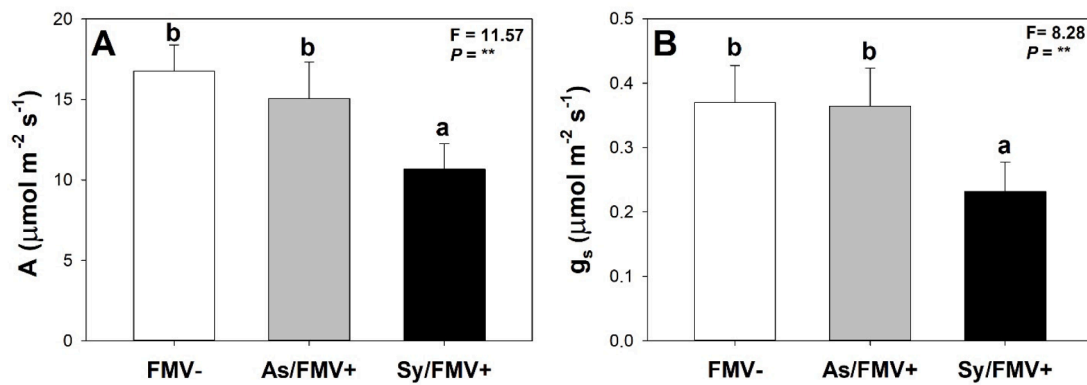 A
F = 11.57
P = **
b
b
a
20
15
10
5
0
A (μmol m⁻² s⁻¹)
FMV-
As/FMV+
Sy/FMV+
B
F= 8.28
P = **
b
b
a
0.5
0.4
0.3
0.2
0.1
0.0
gₛ (μmol m⁻² s⁻¹)
FMV-
As/FMV+
Sy/FMV+